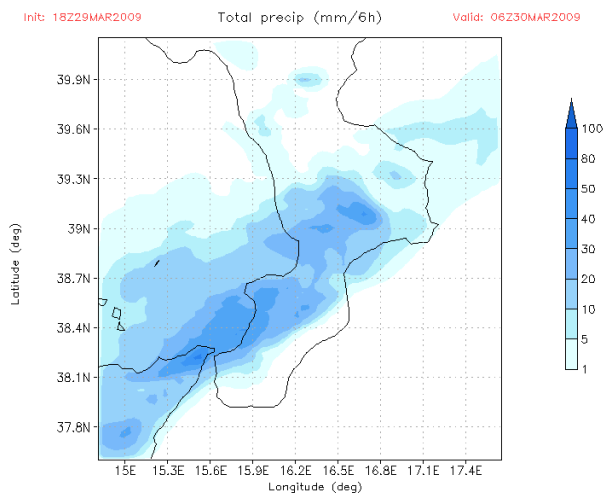 Init: 18Z29MAR2009 Total precip (mm/6h) Valid: 06Z30MAR2009
39.9N
39.6N
39.3N
39N
38.7N
38.4N
38.1N
37.8N
Latitude (deg)
15E 15.3E 15.6E 15.9E 16.2E 16.5E 16.8E 17.1E 17.4E
Longitude (deg)
100
80
50
40
30
20
10
5
1